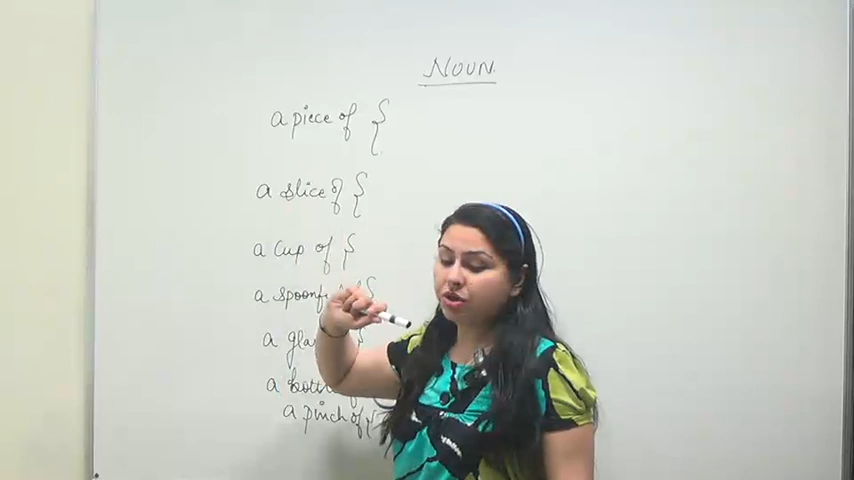 NOUN
a piece of {
a slice of {
a cup of {
a
a
a
a pinch of {